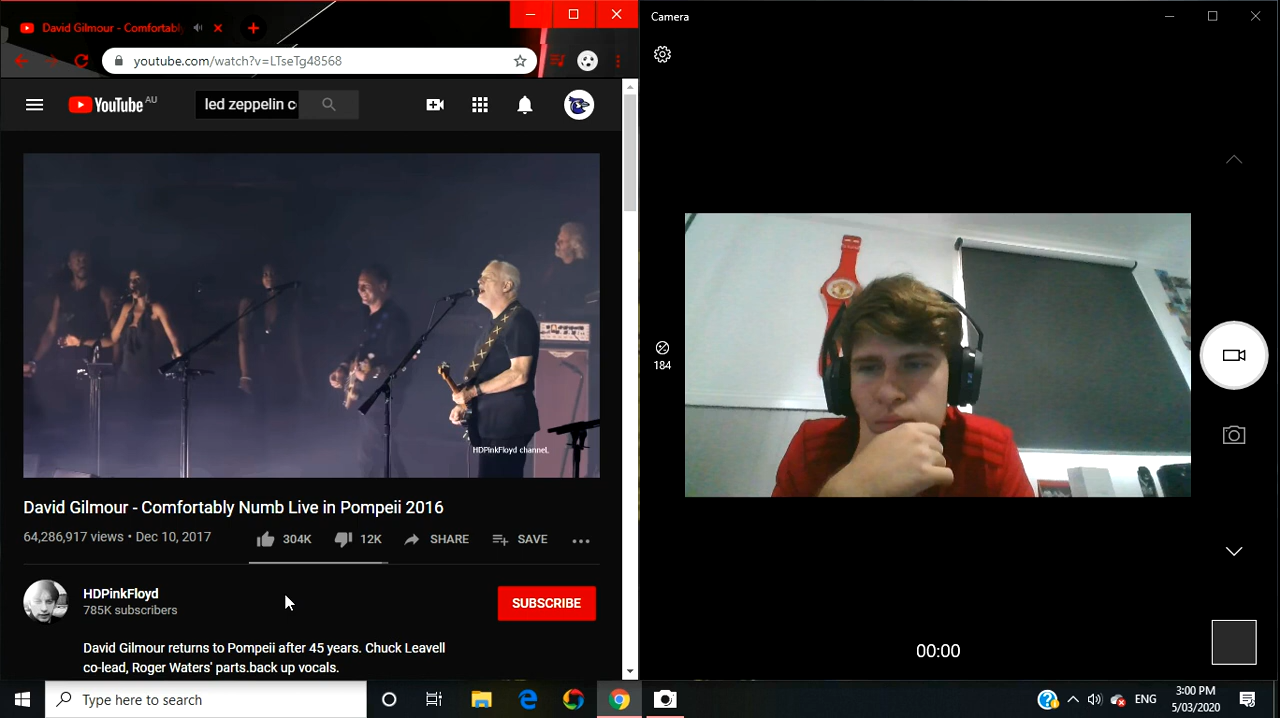 David Gilmour - Comfortabl
youtube.com/watch?v=LTseTg48568
YouTube AU
led zeppelin c
HDPinkFloyd channeL
David Gilmour - Comfortably Numb Live in Pompeii 2016
64,286,917 views • Dec 10, 2017
304K
12K
SHARE
SAVE
HDPinkFloyd
785K subscribers
SUBSCRIBE
David Gilmour returns to Pompeii after 45 years. Chuck Leavell
co-lead, Roger Waters' parts.back up vocals.
Camera
184
00:00
Type here to search
ENG
3:00 PM
5/03/2020